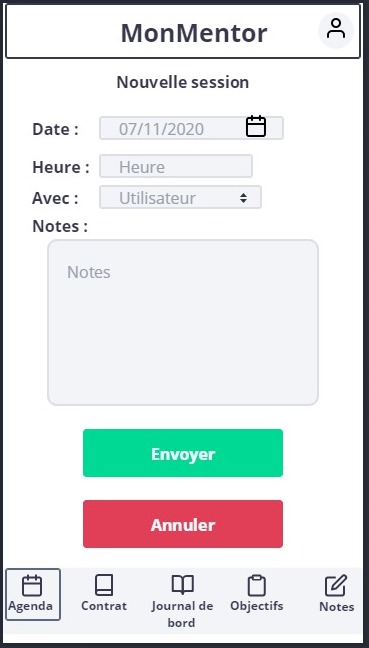 MonMentor
Nouvelle session
Date : 07/11/2020
Heure : Heure
Avec : Utilisateur
Notes :
Notes
Envoyer
Annuler
Agenda Contrat Journal de bord Objectifs Notes